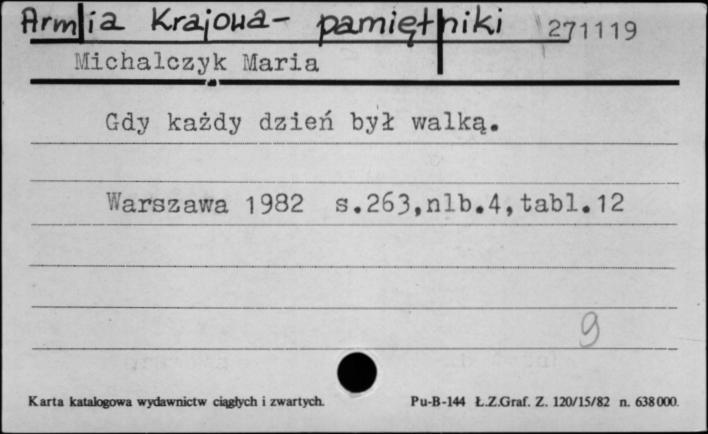 Armia Krajowa - pamiętniki 271119
Michalczyk Maria
Gdy każdy dzień był walką.
Warszawa 1982 s.263,nlb.4,tabl.12
9
Karta katalogowa wydawnictw ciągłych i zwartych. Pu-B-144 Ł.Z.Graf. Z. 120/15/82 n. 638000.